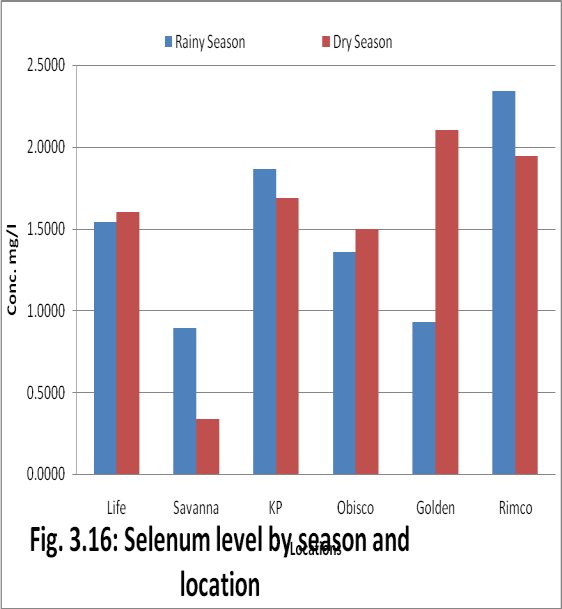 Rainy Season Dry Season
2.5000
2.0000
1.5000
1.0000
0.5000
0.0000
Conc. mg/l
Life Savanna KP Obisco Golden Rimco
Locations
Fig. 3.16: Selenum level by season and
location